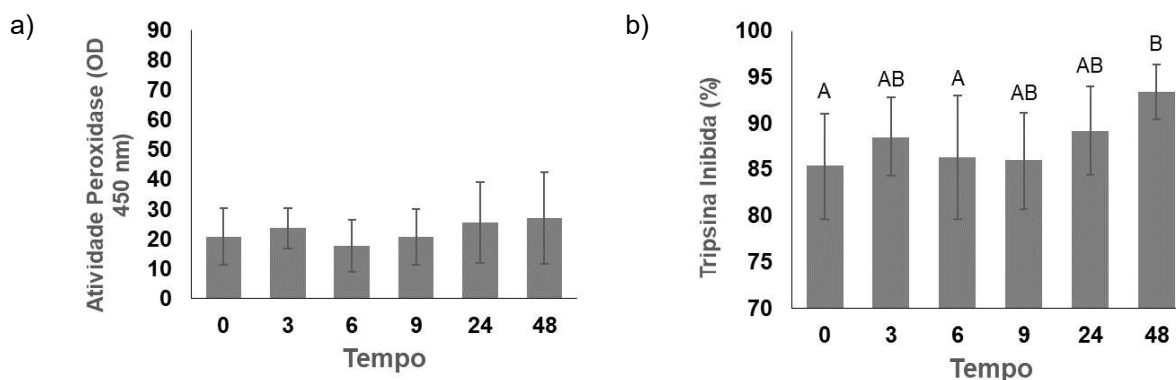 a)
Atividade Peroxidase (OD
450 nm)
90
80
70
60
50
40
30
20
10
0
0 3 6 9 24 48
Tempo
b)
Tripsina Inibida (%)
100
95
90
85
80
75
70
A AB A AB AB B
0 3 6 9 24 48
Tempo